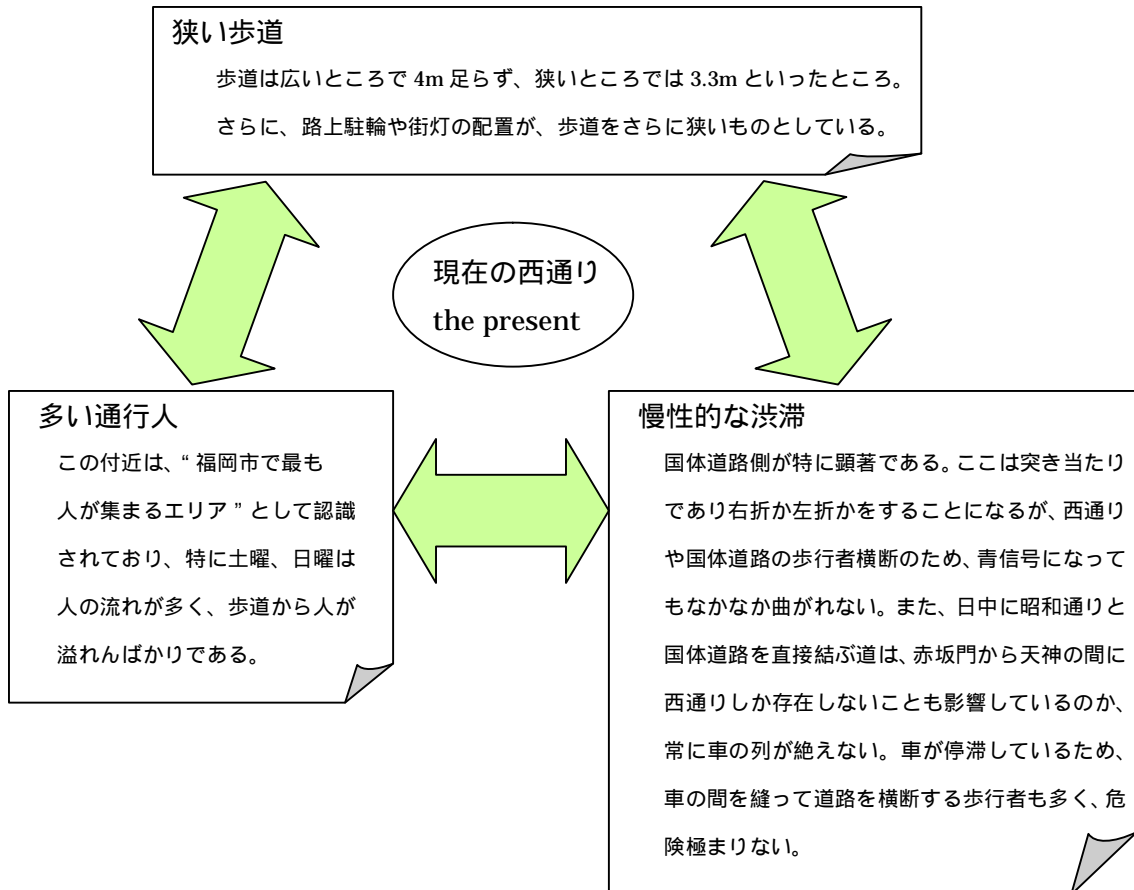 狭い歩道
歩道は広いところで 4m 足らず、狭いところでは 3.3m といったところ。
さらに、路上駐輪や街灯の配置が、歩道をさらに狭いものとしている。
現在の西通り
the present
多い通行人
この付近は、“福岡市で最も
人が集まるエリア”として認識
されており、特に土曜、日曜は
人の流れが多く、歩道から人が
溢れんばかりである。
慢性的な渋滞
国体道路側が特に顕著である。ここは突き当たり
であり右折か左折かをすることになるが、西通り
や国体道路の歩行者横断のため、青信号になって
もなかなか曲がれない。また、日中に昭和通りと
国体道路を直接結ぶ道は、赤坂門から天神の間に
西通りしか存在しないことも影響しているのか、
常に車の列が絶えない。車が停滞しているため、
車の間を縫って道路を横断する歩行者も多く、危
険極まりない。